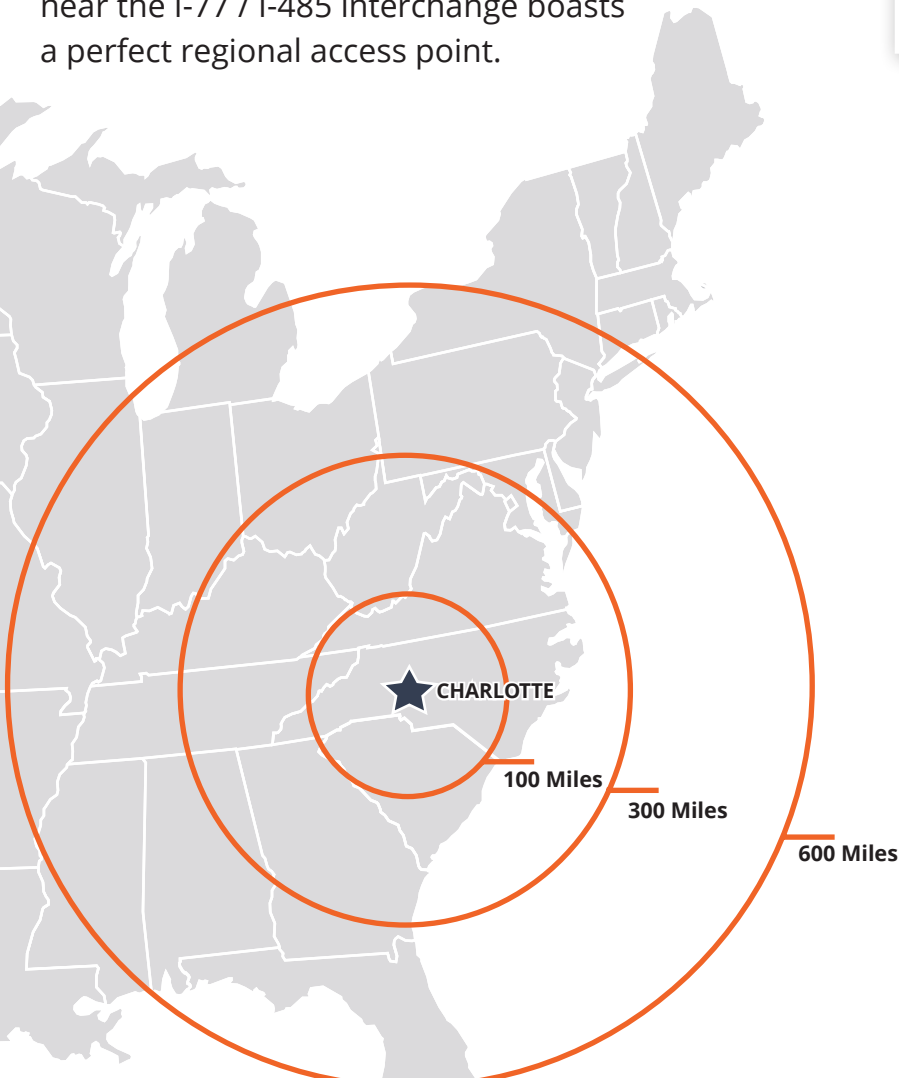 near the I-77 / I-485 interchange boasts
a perfect regional access point.
CHARLOTTE
100 Miles
300 Miles
600 Miles